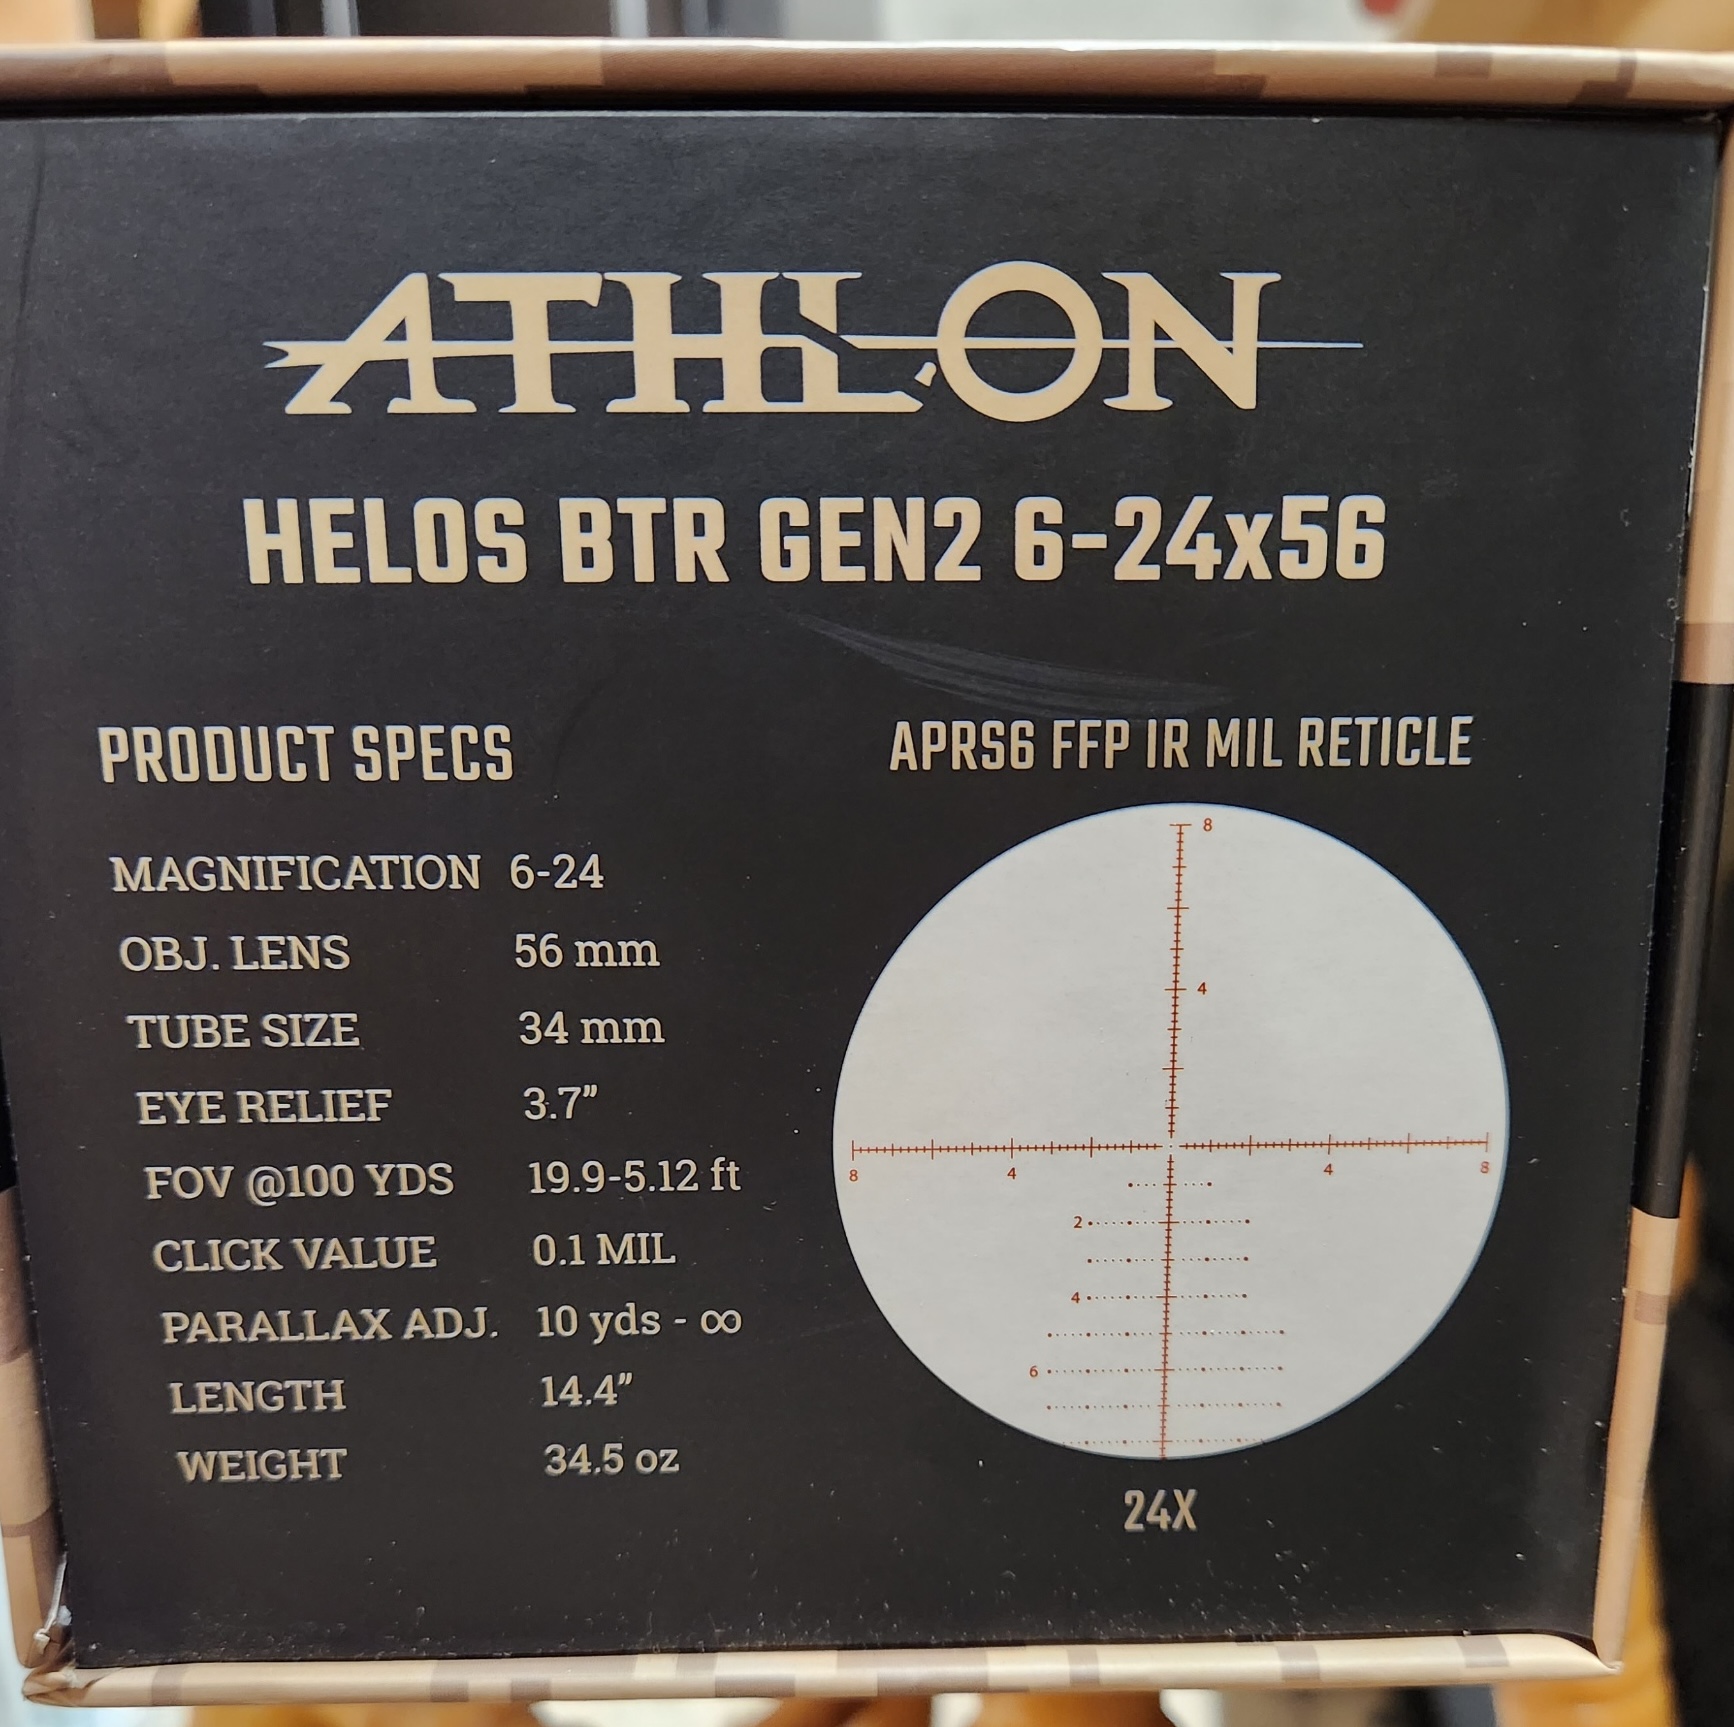 ATHLON
HELOS BTR GEN2 6-24x56
PRODUCT SPECS
MAGNIFICATION 6-24
OBJ. LENS 56 mm
TUBE SIZE 34 mm
EYE RELIEF 3.7"
FOV @100 YDS 19.9-5.12 ft
CLICK VALUE 0.1 MIL
PARALLAX ADJ. 10 yds - ∞
LENGTH 14.4"
WEIGHT 34.5 oz
APRS6 FFP IR MIL RETICLE
8
4
8 4 4 8
2
4
6
24X